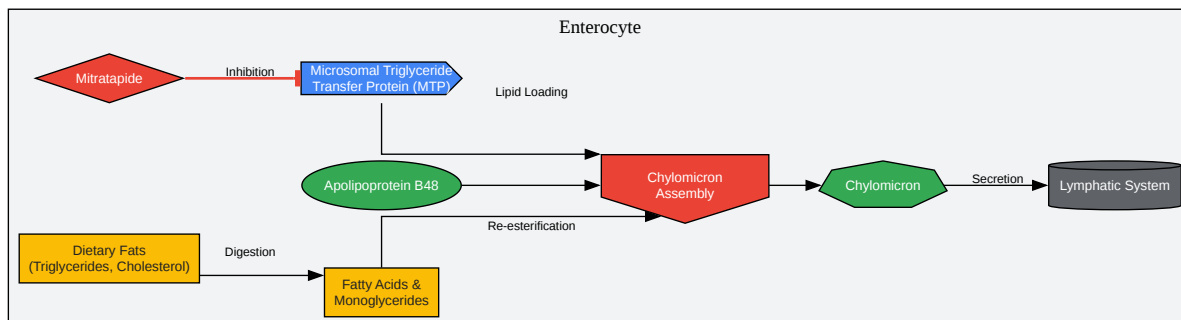 Enterocyte
Mitratapide
Inhibition
Microsomal Triglyceride
Transfer Protein (MTP)
Lipid Loading
Apolipoprotein B48
Chylomicron
Assembly
Chylomicron
Secretion
Lymphatic System
Re-esterification
Dietary Fats
(Triglycerides, Cholesterol)
Digestion
Fatty Acids &
Monoglycerides